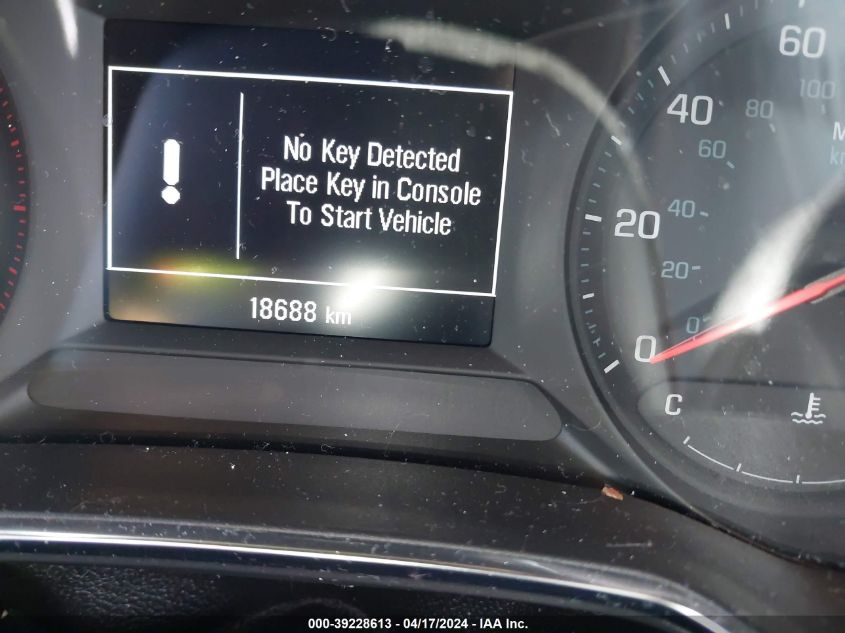 No Key Detected
Place Key in Console
To Start Vehicle
18688 km
60
100
40
80
60
20
40
20
0
0
C
000-39228613 - 04/17/2024 - IAA Inc.